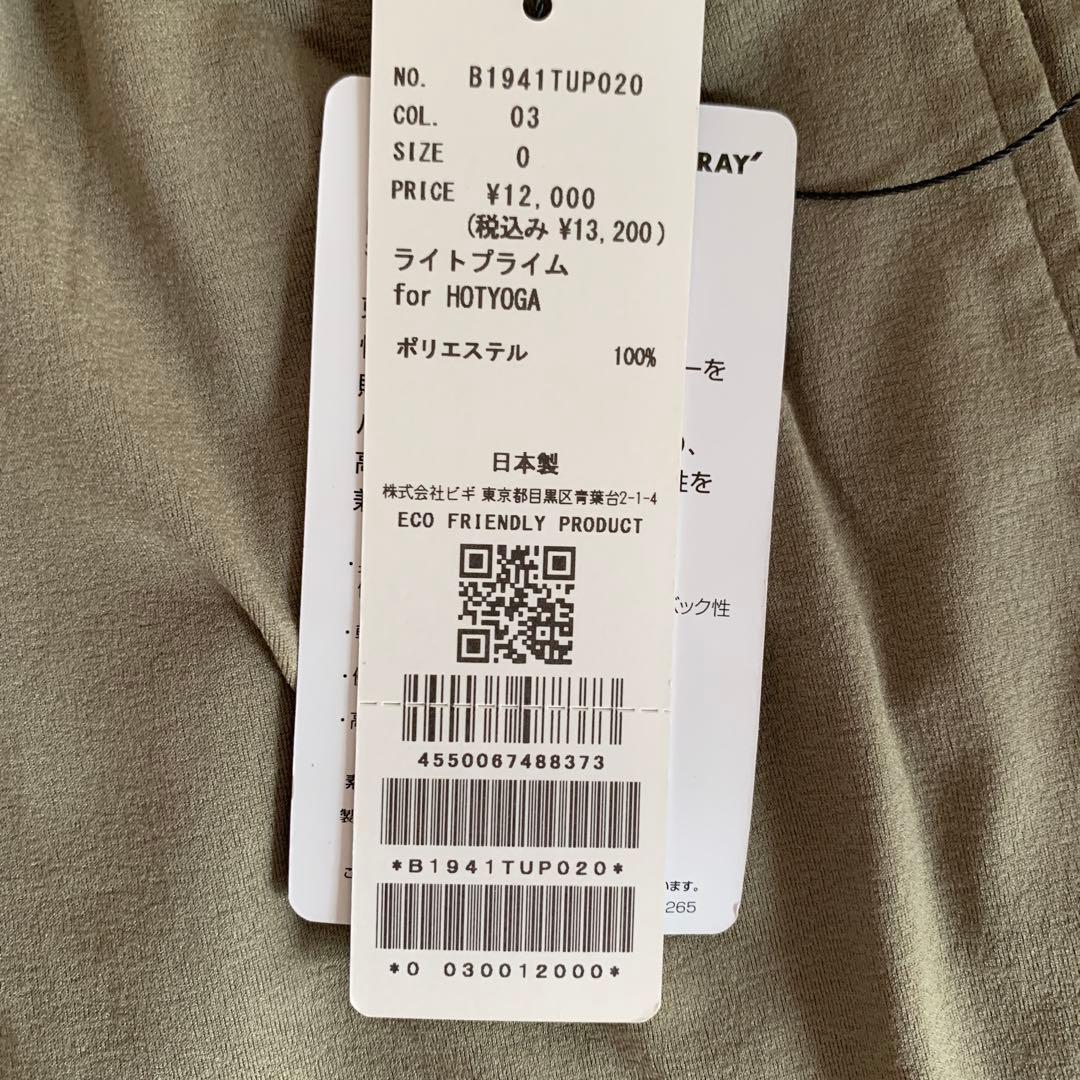 NO. B1941TUP020
COL. 03
SIZE 0
PRICE ¥12,000
(税込み ¥13,200)
ライトプライム
for HOTYOGA
ポリエステル 100%
日本製
株式会社ビギ 東京都目黒区青葉台2-1-4
ECO FRIENDLY PRODUCT
4550067488373
*B1941TUP020*
*0 030012000*
RAY
ーを
性を
バック性
います。
265